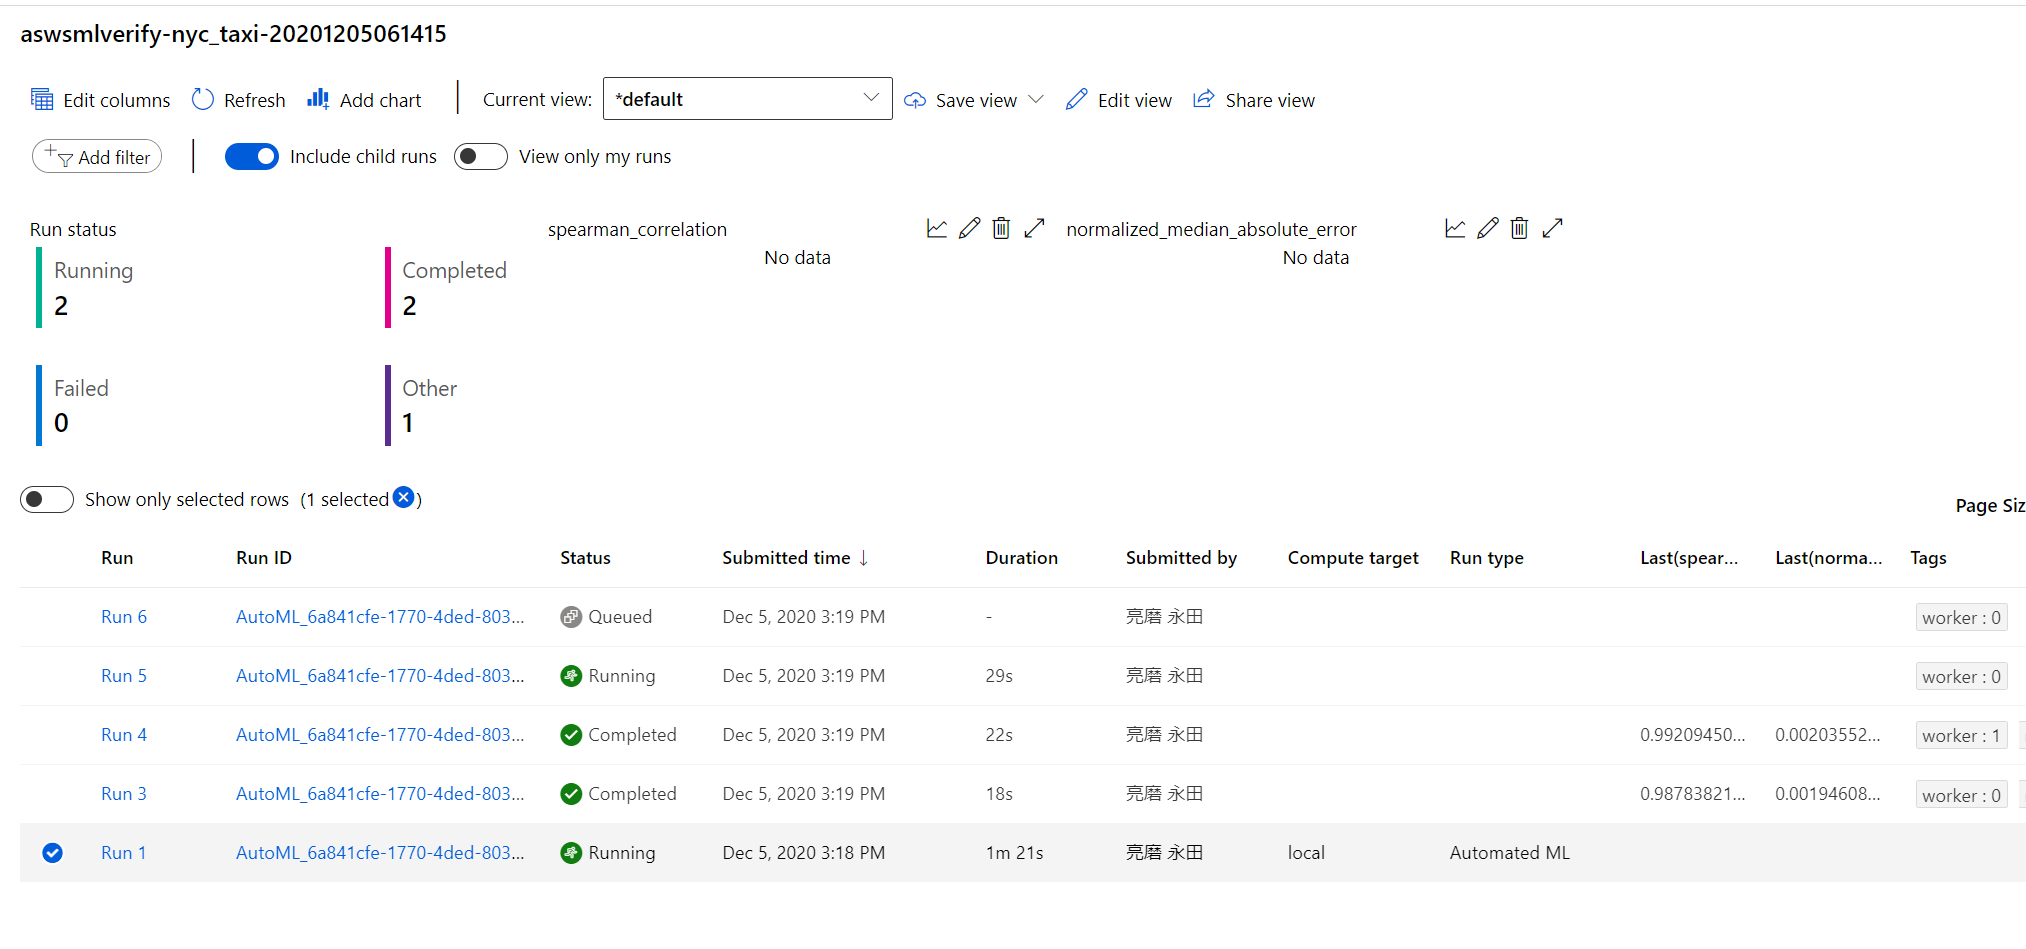 aswsmlverify-nyc_taxi-20201205061415
Edit columns Refresh Add chart Current view: *default Save view Edit view Share view
Add filter Include child runs View only my runs
Run status spearman_correlation normalized_median_absolute_error
No data No data
Running Completed
2 2
Failed Other
0 1
Show only selected rows (1 selected )
Page Siz
Run Run ID Status Submitted time ↓ Duration Submitted by Compute target Run type Last(spear... Last(norma... Tags
Run 6 AutoML_6a841cfe-1770-4ded-803... Queued Dec 5, 2020 3:19 PM - 亮磨 永田 worker : 0
Run 5 AutoML_6a841cfe-1770-4ded-803... Running Dec 5, 2020 3:19 PM 29s 亮磨 永田 worker : 0
Run 4 AutoML_6a841cfe-1770-4ded-803... Completed Dec 5, 2020 3:19 PM 22s 亮磨 永田 0.99209450... 0.00203552... worker : 1
Run 3 AutoML_6a841cfe-1770-4ded-803... Completed Dec 5, 2020 3:19 PM 18s 亮磨 永田 0.98783821... 0.00194608... worker : 0
Run 1 AutoML_6a841cfe-1770-4ded-803... Running Dec 5, 2020 3:18 PM 1m 21s 亮磨 永田 local Automated ML